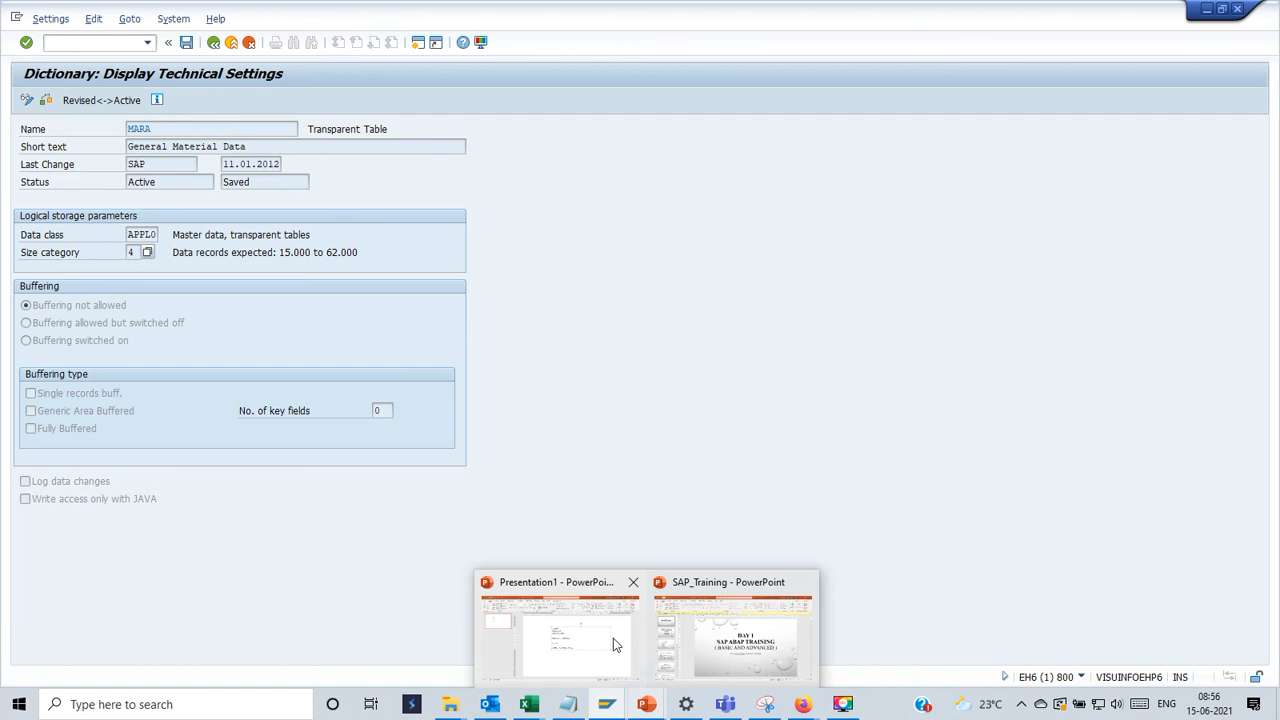 Settings Edit Goto System Help
Dictionary: Display Technical Settings
Revised<->Active
Name MARA Transparent Table
Short text General Material Data
Last Change SAP 11.01.2012
Status Active Saved
Logical storage parameters
Data class APPL0 Master data, transparent tables
Size category 4 Data records expected: 15.000 to 62.000
Buffering
Buffering not allowed
Buffering allowed but switched off
Buffering switched on
Buffering type
Single records buff.
Generic Area Buffered No. of key fields 0
Fully Buffered
Log data changes
Write access only with JAVA
Presentation1 - PowerPoi... SAP_Training - PowerPoint
DAY 1
SAP ABAP TRAINING
( BASIC AND ADVANCED )
EH6 (1) 800 VISUINFOEHP6 INS
Type here to search 23°C ENG 08:56
15-06-2021